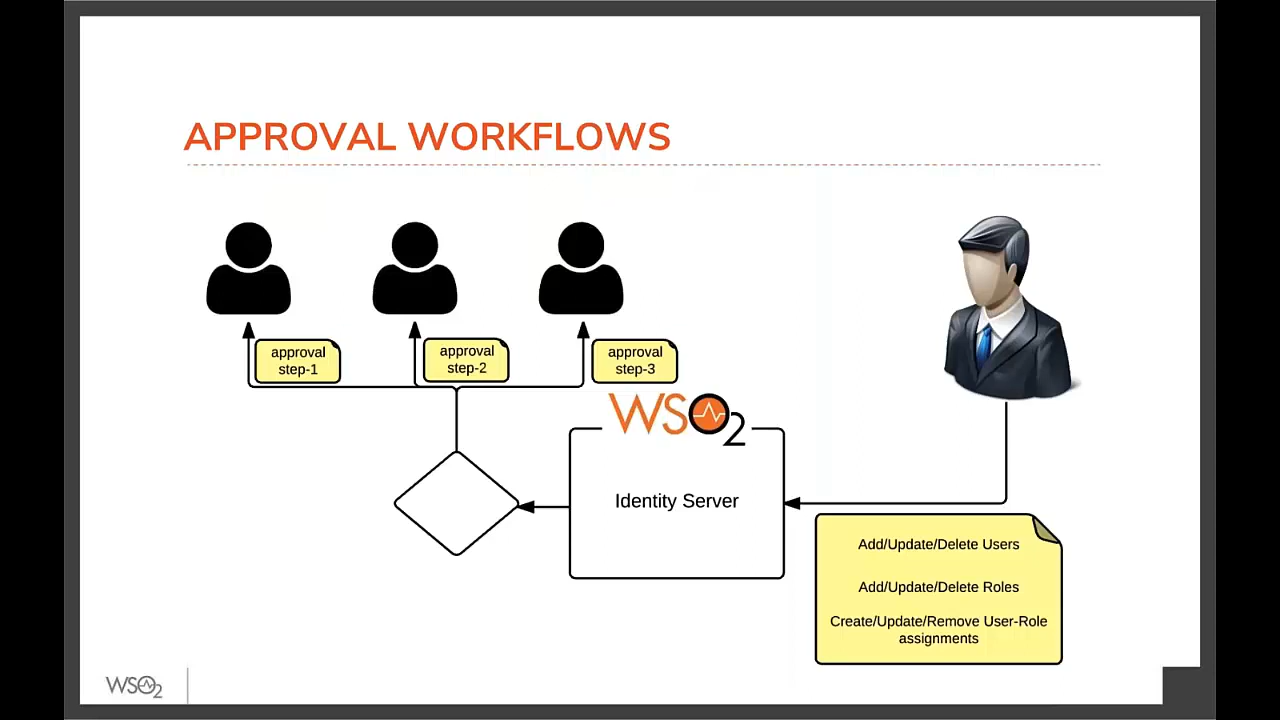 APPROVAL WORKFLOWS
approval
step-1
approval
step-2
approval
step-3
WSO2
Identity Server
Add/Update/Delete Users
Add/Update/Delete Roles
Create/Update/Remove User-Role
assignments
WSO2